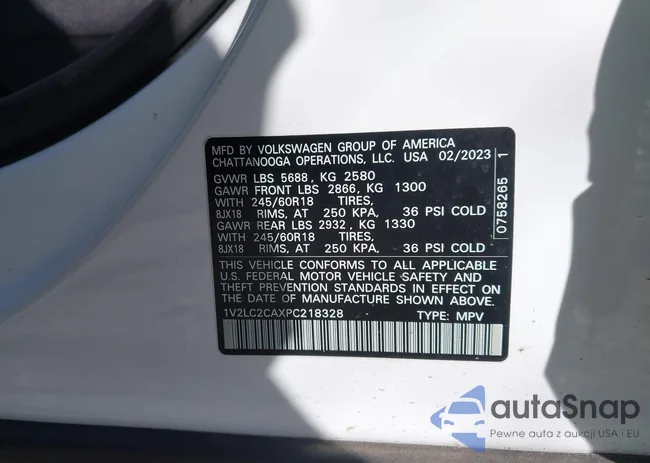 MFD BY VOLKSWAGEN GROUP OF AMERICA
CHATTANOOGA OPERATIONS, LLC. USA 02/2023
GVWR LBS 5688, KG 2580
GAWR FRONT LBS 2866, KG 1300
WITH 245/60R18 TIRES,
8JX18 RIMS, AT 250 KPA, 36 PSI COLD
GAWR REAR LBS 2932, KG 1330
WITH 245/60R18 TIRES,
8JX18 RIMS, AT 250 KPA, 36 PSI COLD
THIS VEHICLE CONFORMS TO ALL APPLICABLE
U.S. FEDERAL MOTOR VEHICLE SAFETY AND
THEFT PREVENTION STANDARDS IN EFFECT ON
THE DATE OF MANUFACTURE SHOWN ABOVE.
1V2LC2CAXPC218328 TYPE: MPV
0758265 1
autoSnap
Pewne auta z aukcji USA i EU